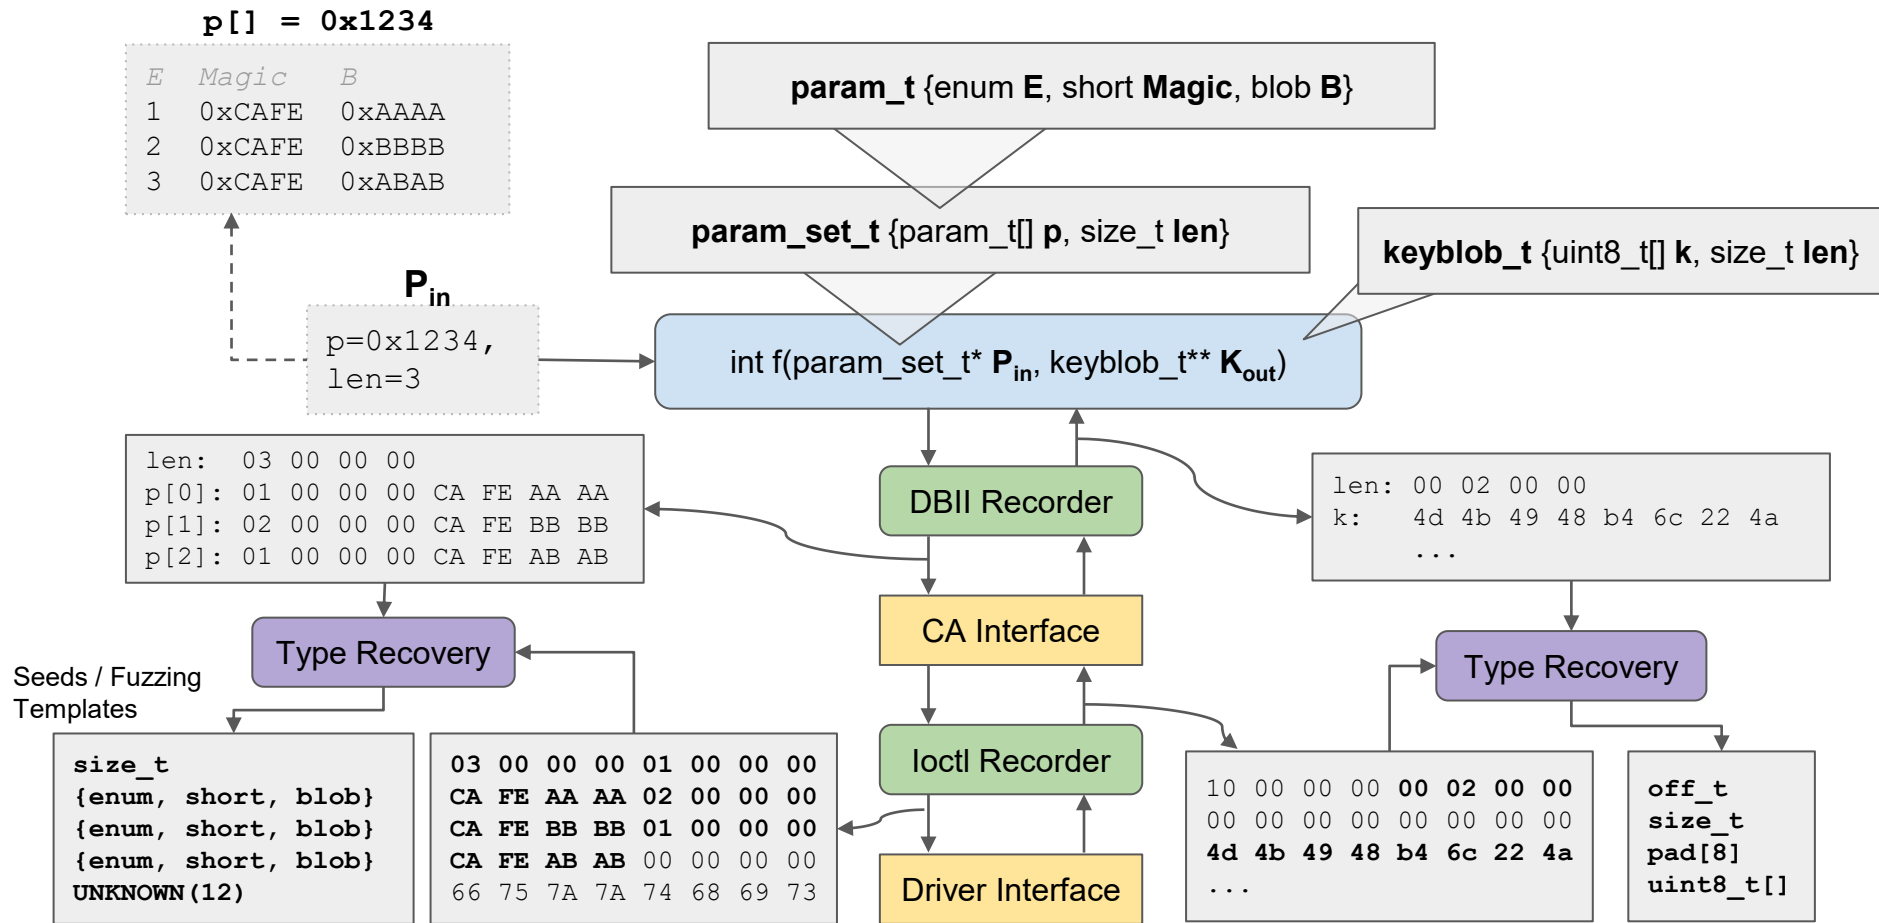 p[] = 0x1234
E Magic B
1 0xCAFE 0xAAAA
2 0xCAFE 0xBBBB
3 0xCAFE 0xABAB
param_t {enum E, short Magic, blob B}
param_set_t {param_t[] p, size_t len}
keyblob_t {uint8_t[] k, size_t len}
Pin
p=0x1234,
len=3
int f(param_set_t* Pin, keyblob_t** Kout)
len: 03 00 00 00
p[0]: 01 00 00 00 CA FE AA AA
p[1]: 02 00 00 00 CA FE BB BB
p[2]: 01 00 00 00 CA FE AB AB
DBII Recorder
len: 00 02 00 00
k: 4d 4b 49 48 b4 6c 22 4a
...
CA Interface
Type Recovery
Type Recovery
Seeds / Fuzzing
Templates
size_t
{enum, short, blob}
{enum, short, blob}
{enum, short, blob}
UNKNOWN(12)
03 00 00 00 01 00 00 00
CA FE AA AA 02 00 00 00
CA FE BB BB 01 00 00 00
CA FE AB AB 00 00 00 00
66 75 7A 7A 74 68 69 73
Ioctl Recorder
Driver Interface
10 00 00 00 00 02 00 00
00 00 00 00 00 00 00 00
4d 4b 49 48 b4 6c 22 4a
...
off_t
size_t
pad[8]
uint8_t[]